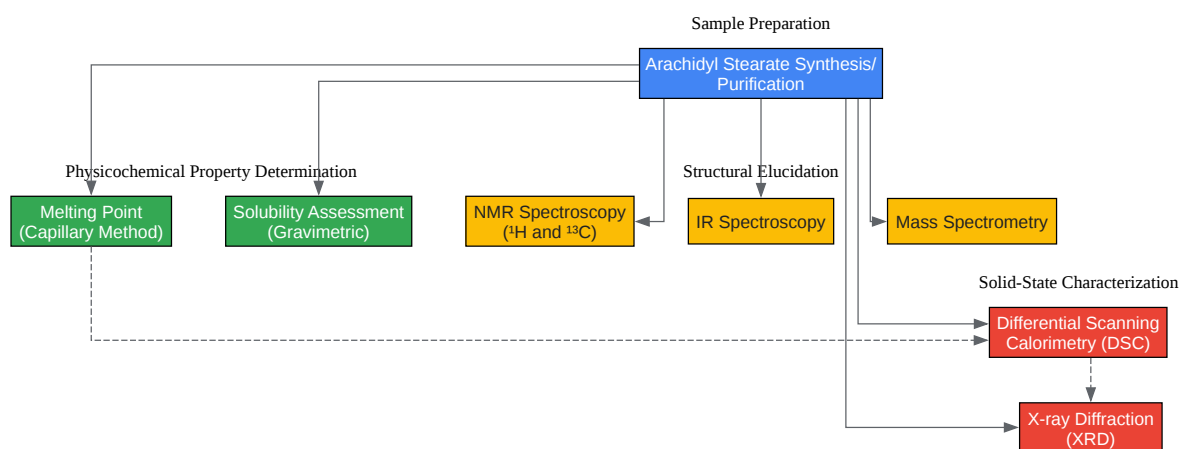 Sample Preparation
Arachidyl Stearate Synthesis/
Purification
Physicochemical Property Determination
Structural Elucidation
Melting Point
(Capillary Method)
Solubility Assessment
(Gravimetric)
NMR Spectroscopy
(¹H and ¹³C)
IR Spectroscopy
Mass Spectrometry
Solid-State Characterization
Differential Scanning
Calorimetry (DSC)
X-ray Diffraction
(XRD)